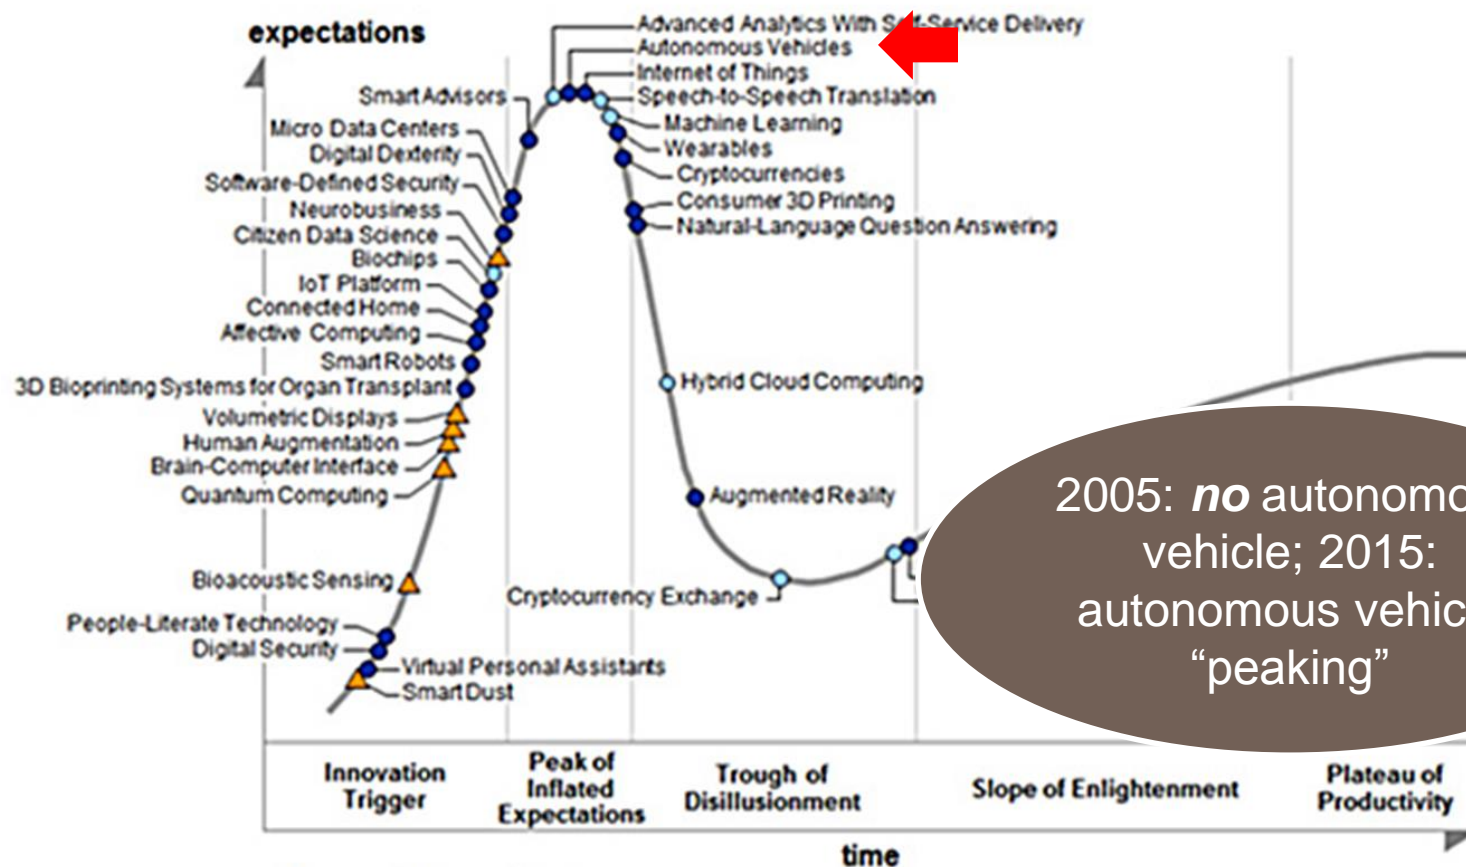 expectations
Advanced Analytics With Self-Service Delivery
Autonomous Vehicles
Internet of Things
Speech-to-Speech Translation
Machine Learning
Wearables
Cryptocurrencies
Consumer 3D Printing
Natural-Language Question Answering
Smart Advisors
Micro Data Centers
Digital Dexterity
Software-Defined Security
Neurobusiness
Citizen Data Science
Biochips
IoT Platform
Connected Home
Affective Computing
Smart Robots
3D Bioprinting Systems for Organ Transplant
Volumetric Displays
Human Augmentation
Brain-Computer Interface
Quantum Computing
Bioacoustic Sensing
People-Literate Technology
Digital Security
Virtual Personal Assistants
Smart Dust
Hybrid Cloud Computing
Augmented Reality
Cryptocurrency Exchange
2005: no autonomo
vehicle; 2015:
autonomous vehic
“peaking”
Innovation
Trigger
Peak of
Inflated
Expectations
Trough of
Disillusionment
Slope of Enlightenment
Plateau of
Productivity
time